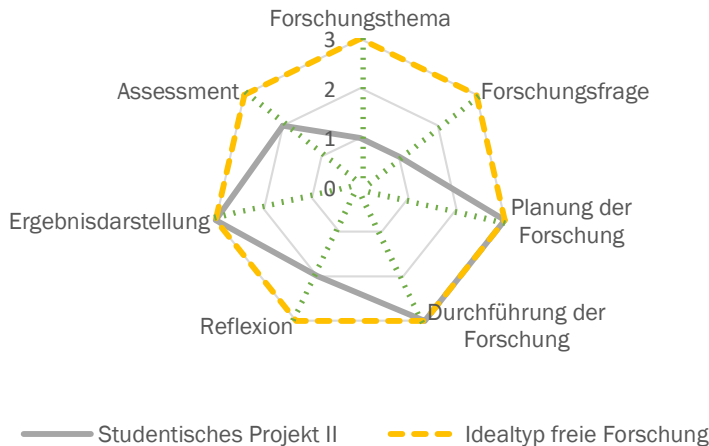 Forschungsthema
3
Assessment
2
Forschungsfrage
1
0
Ergebnisdarstellung
Planung der
Forschung
Reflexion
Durchführung der
Forschung
Studentisches Projekt II
Idealtyp freie Forschung